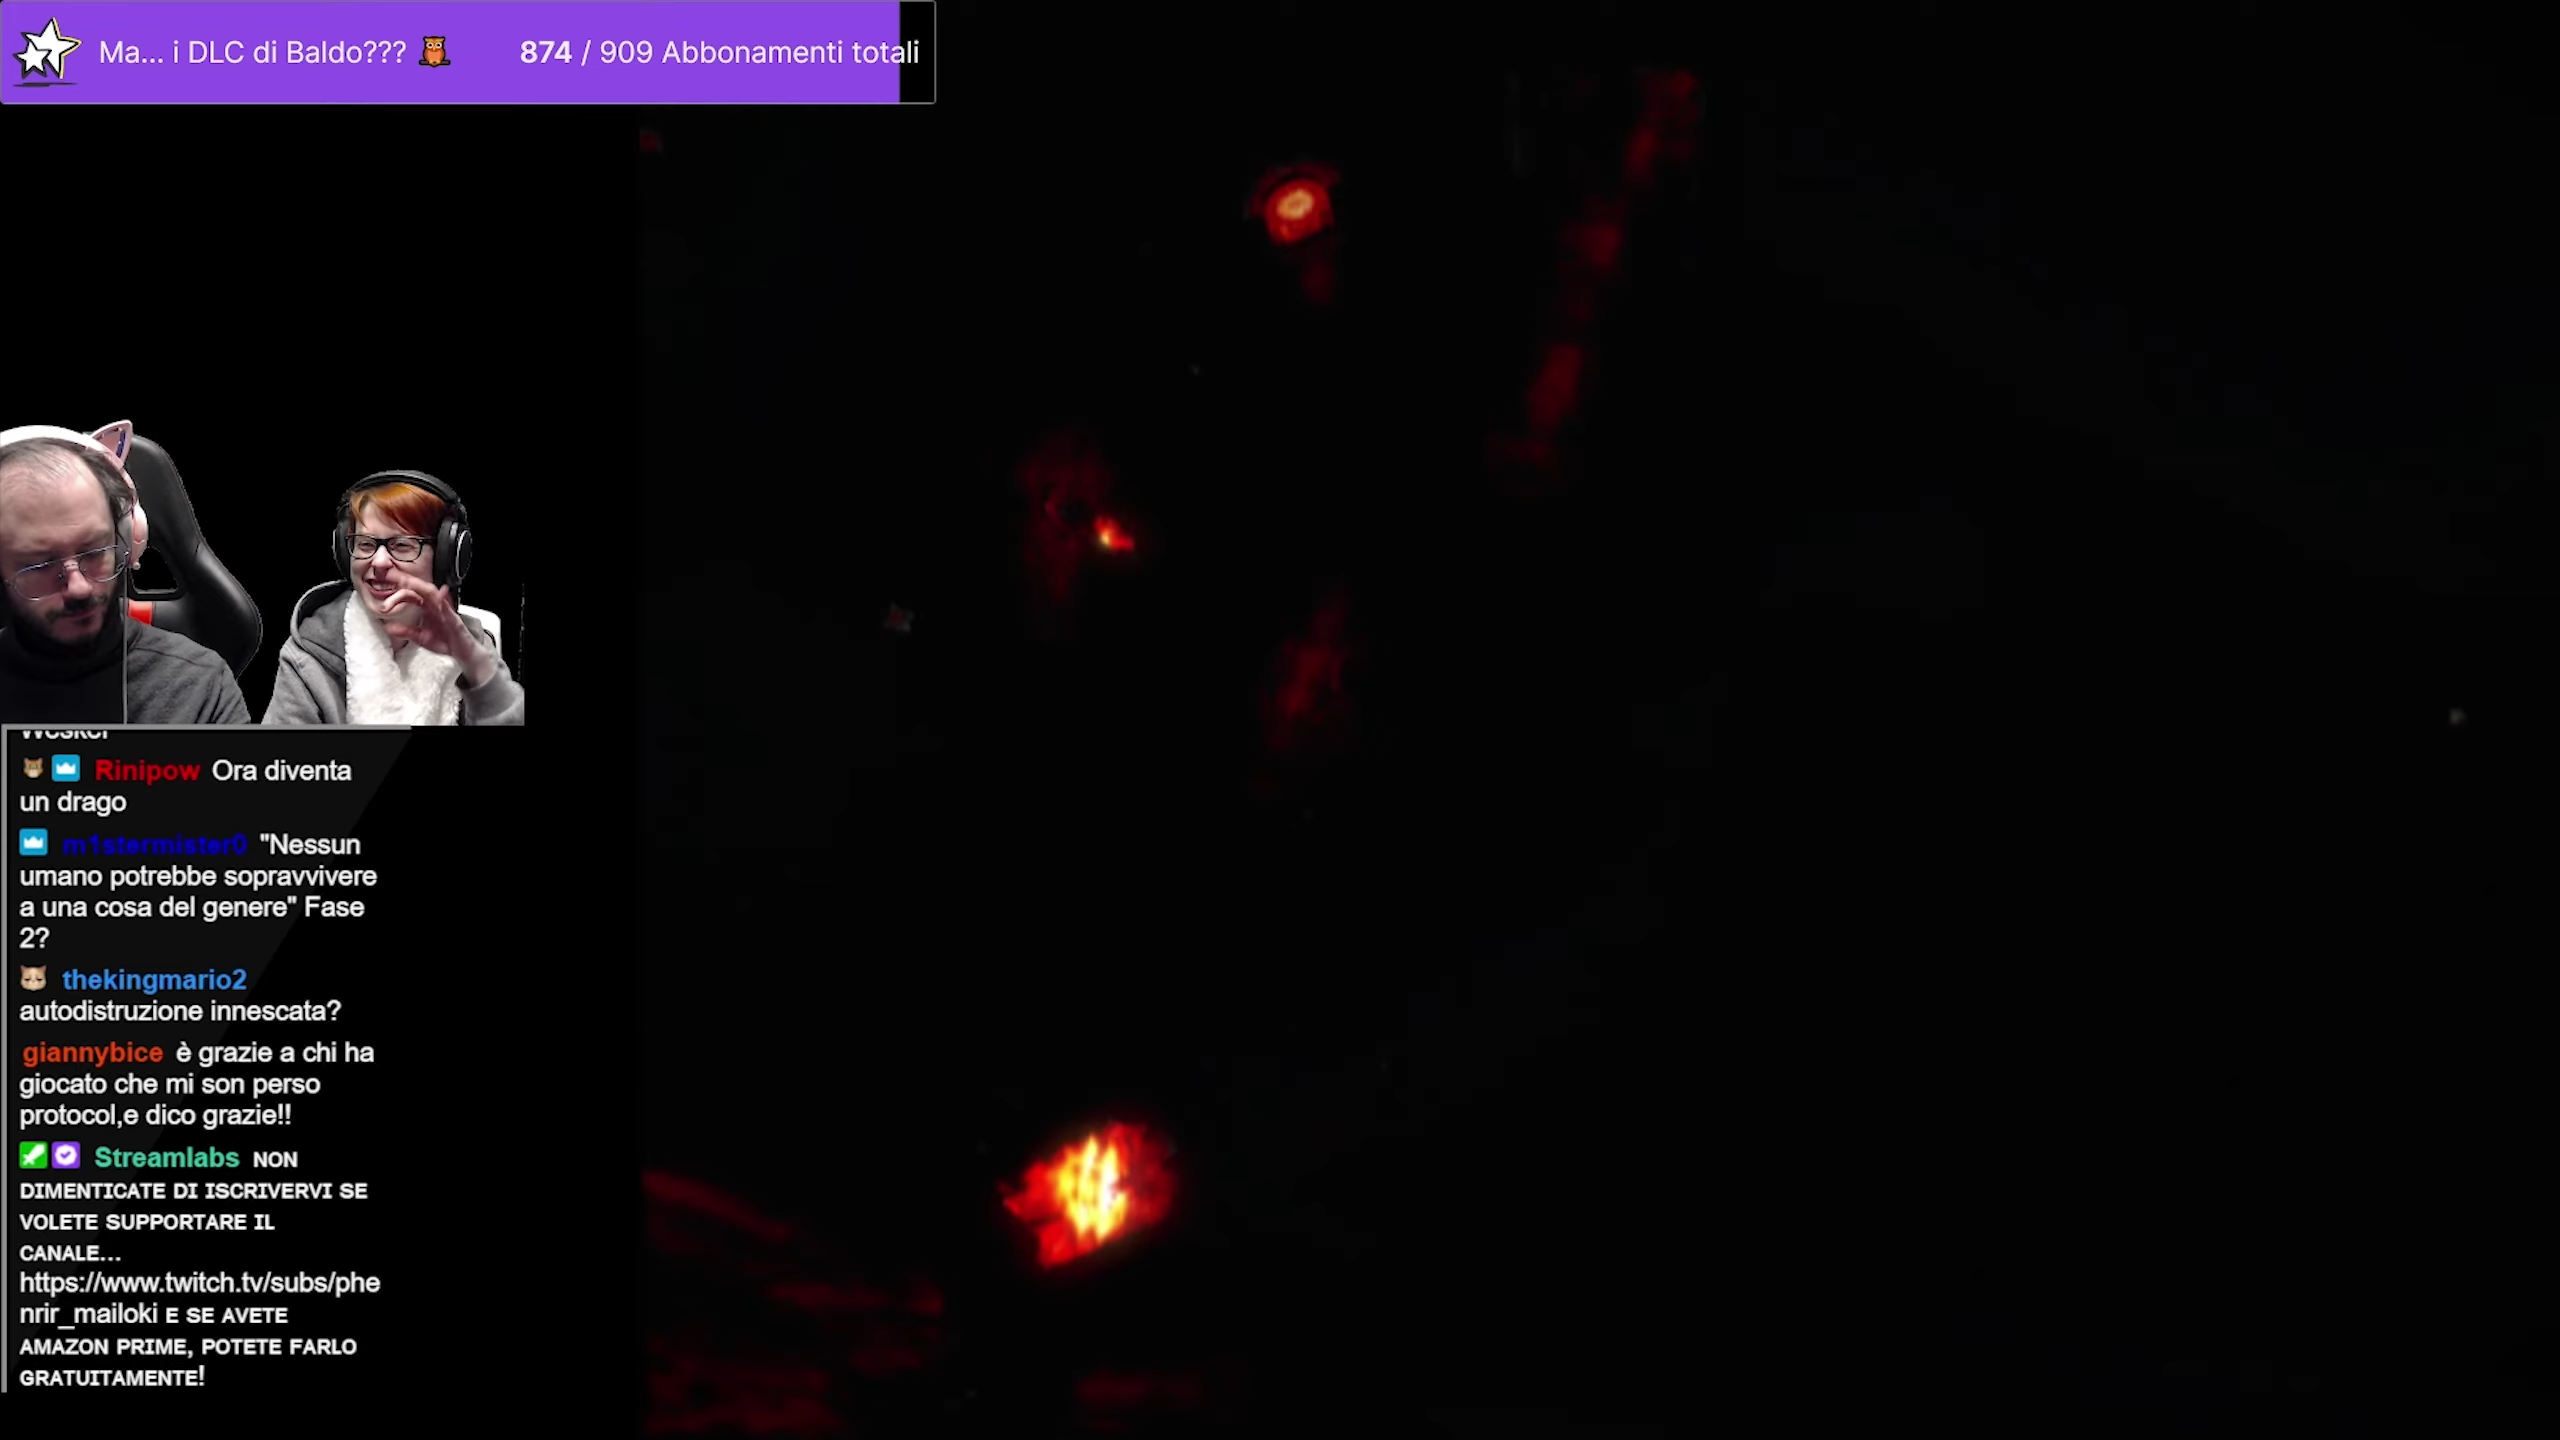 Ma... i DLC di Baldo??? 874 / 909 Abbonamenti totali
Rinipow Ora diventa
un drago
m1stermister0 "Nessun
umano potrebbe sopravvivere
a una cosa del genere" Fase
2?
thekingmario2
autodistruzione innescata?
giannybice è grazie a chi ha
giocato che mi son perso
protocol,e dico grazie!!
Streamlabs NON
DIMENTICATE DI ISCRIVERVI SE
VOLETE SUPPORTARE IL
CANALE...
https://www.twitch.tv/subs/phe
nrir_mailoki E SE AVETE
AMAZON PRIME, POTETE FARLO
GRATUITAMENTE!